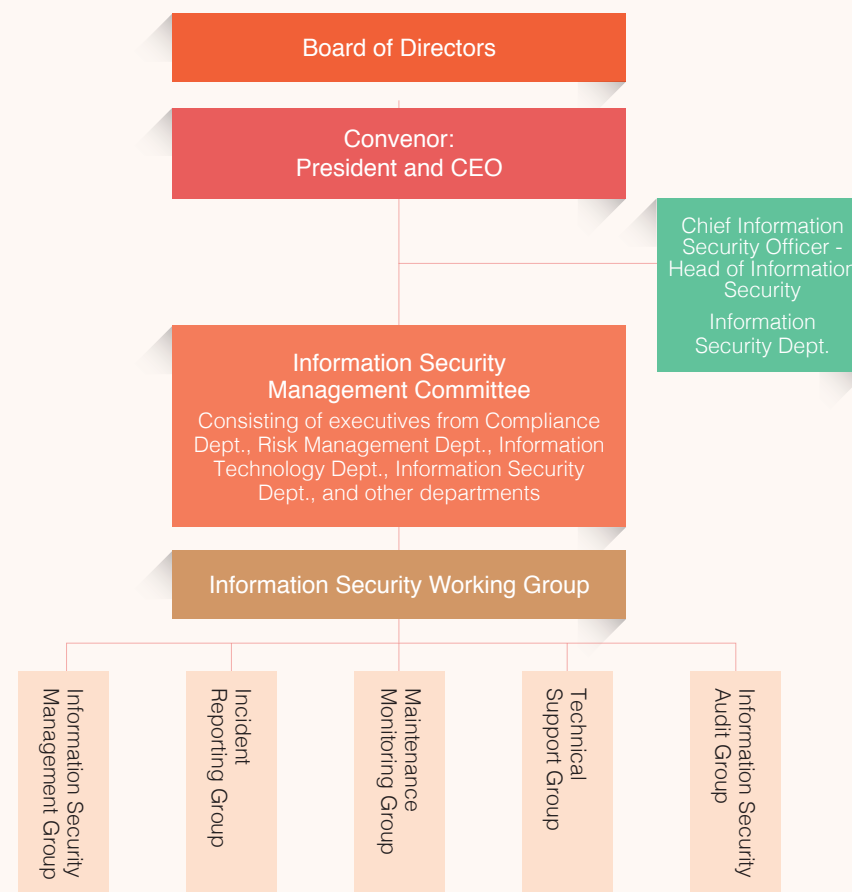 Board of Directors
Convenor:
President and CEO
Chief Information
Security Officer -
Head of Information
Security
Information
Security Dept.
Information Security
Management Committee
Consisting of executives from Compliance
Dept., Risk Management Dept., Information
Technology Dept., Information Security
Dept., and other departments
Information Security Working Group
Information Security
Management Group
Incident
Reporting Group
Maintenance
Monitoring Group
Technical
Support Group
Information Security
Audit Group